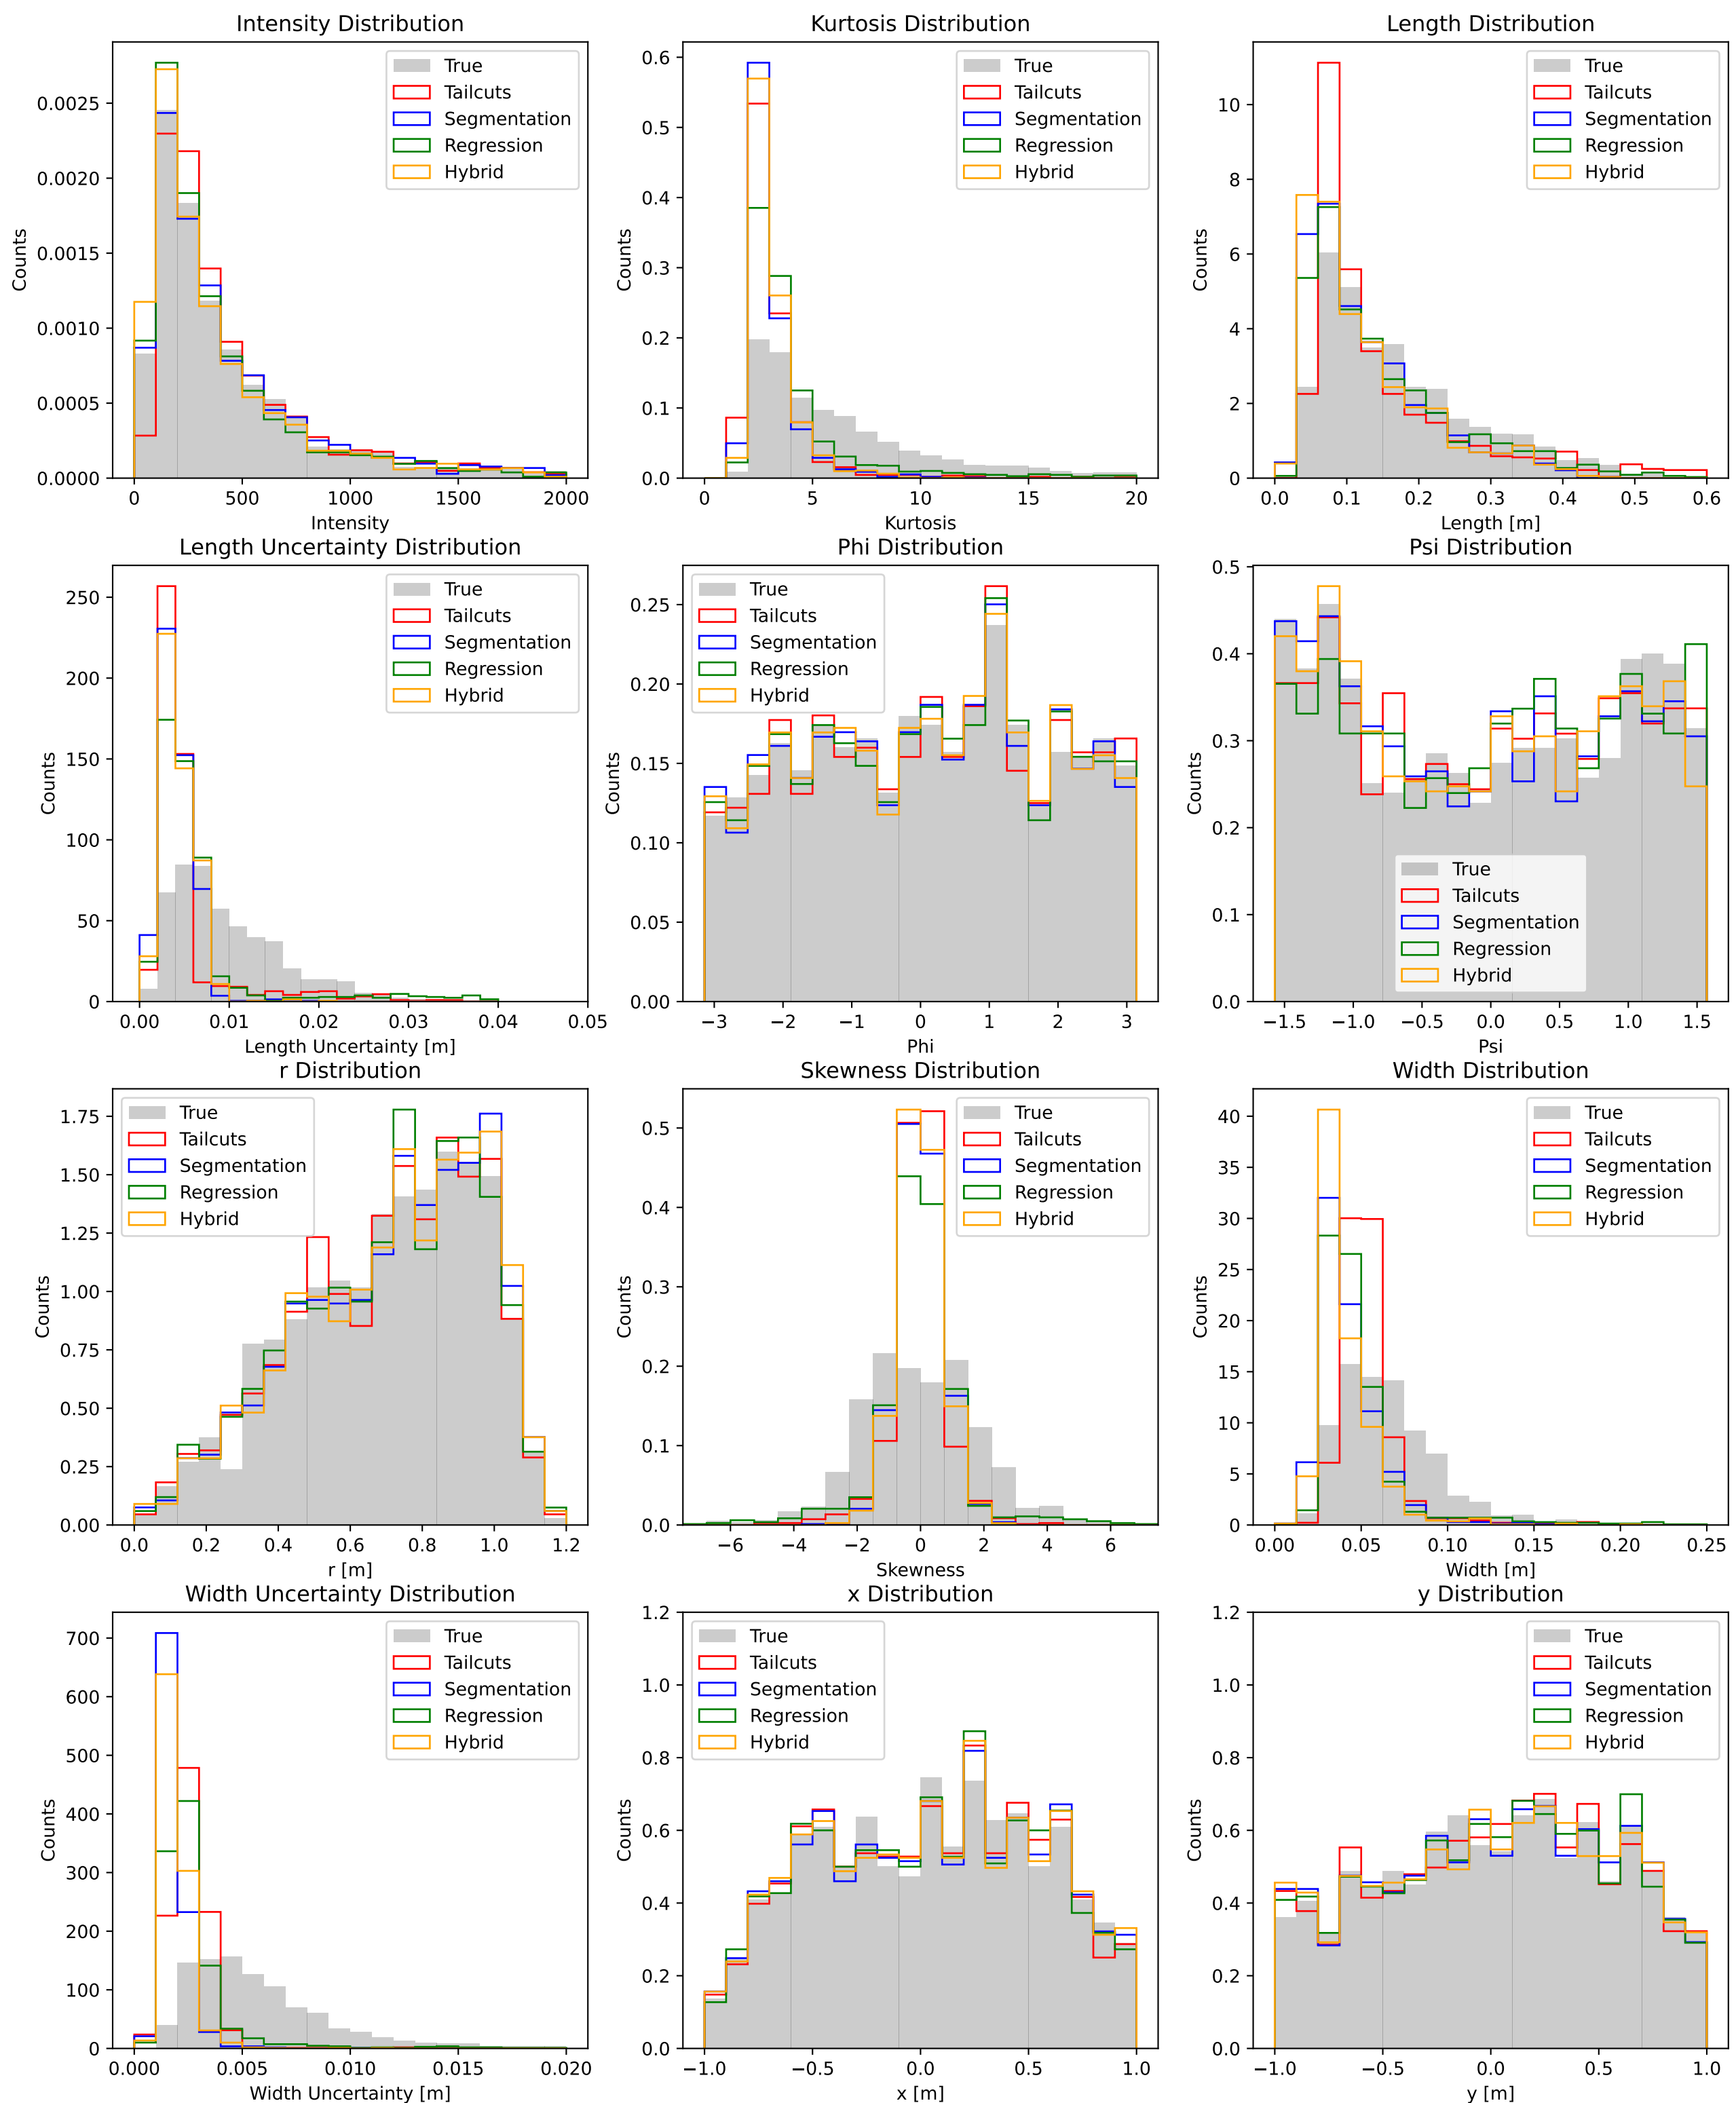 Intensity Distribution
Counts
0.0025
0.0020
0.0015
0.0010
0.0005
0.0000
True
Tailcuts
Segmentation
Regression
Hybrid
0 500 1000 1500 2000
Intensity
Kurtosis Distribution
Counts
0.6
0.5
0.4
0.3
0.2
0.1
0.0
True
Tailcuts
Segmentation
Regression
Hybrid
0 5 10 15 20
Kurtosis
Length Distribution
Counts
10
8
6
4
2
0
True
Tailcuts
Segmentation
Regression
Hybrid
0.0 0.1 0.2 0.3 0.4 0.5 0.6
Length [m]
Length Uncertainty Distribution
Counts
250
200
150
100
50
0
True
Tailcuts
Segmentation
Regression
Hybrid
0.00 0.01 0.02 0.03 0.04 0.05
Length Uncertainty [m]
Phi Distribution
Counts
0.25
0.20
0.15
0.10
0.05
0.00
True
Tailcuts
Segmentation
Regression
Hybrid
−3 −2 −1 0 1 2 3
Phi
Psi Distribution
Counts
0.5
0.4
0.3
0.2
0.1
0.0
True
Tailcuts
Segmentation
Regression
Hybrid
−1.5 −1.0 −0.5 0.0 0.5 1.0 1.5
Psi
r Distribution
Counts
1.75
1.50
1.25
1.00
0.75
0.50
0.25
0.00
True
Tailcuts
Segmentation
Regression
Hybrid
0.0 0.2 0.4 0.6 0.8 1.0 1.2
r [m]
Skewness Distribution
Counts
0.5
0.4
0.3
0.2
0.1
0.0
True
Tailcuts
Segmentation
Regression
Hybrid
−6 −4 −2 0 2 4 6
Skewness
Width Distribution
Counts
40
35
30
25
20
15
10
5
0
True
Tailcuts
Segmentation
Regression
Hybrid
0.00 0.05 0.10 0.15 0.20 0.25
Width [m]
Width Uncertainty Distribution
Counts
700
600
500
400
300
200
100
0
True
Tailcuts
Segmentation
Regression
Hybrid
0.000 0.005 0.010 0.015 0.020
Width Uncertainty [m]
x Distribution
Counts
1.2
1.0
0.8
0.6
0.4
0.2
0.0
True
Tailcuts
Segmentation
Regression
Hybrid
−1.0 −0.5 0.0 0.5 1.0
x [m]
y Distribution
Counts
1.2
1.0
0.8
0.6
0.4
0.2
0.0
True
Tailcuts
Segmentation
Regression
Hybrid
−1.0 −0.5 0.0 0.5 1.0
y [m]